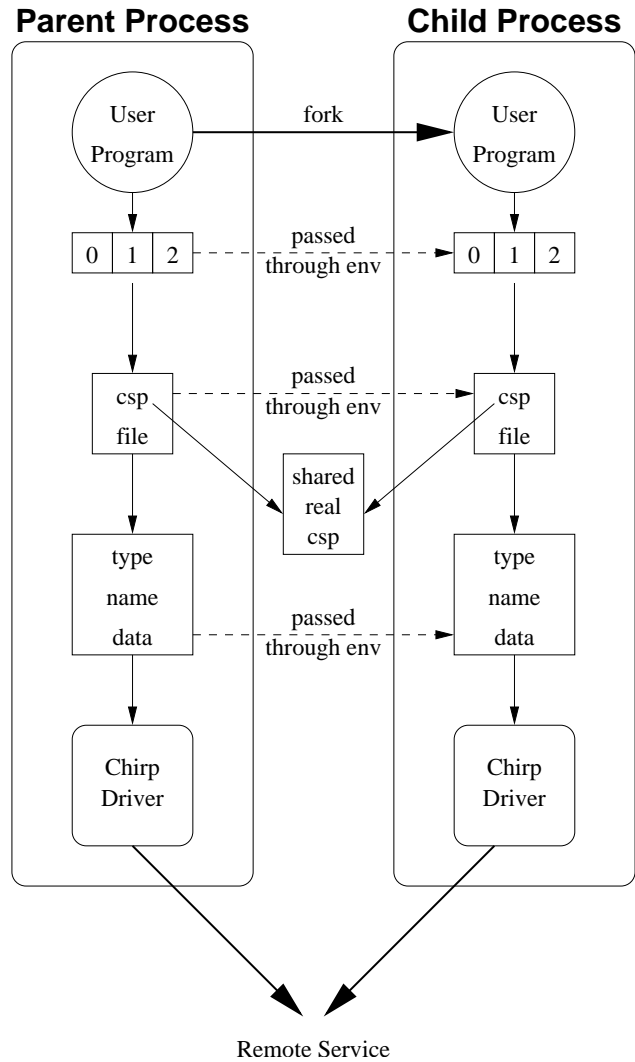 Parent Process
Child Process
User
Program
fork
User
Program
0 1 2
passed
through env
0 1 2
csp
file
passed
through env
csp
file
shared
real
csp
type
name
data
passed
through env
type
name
data
Chirp
Driver
Chirp
Driver
Remote Service